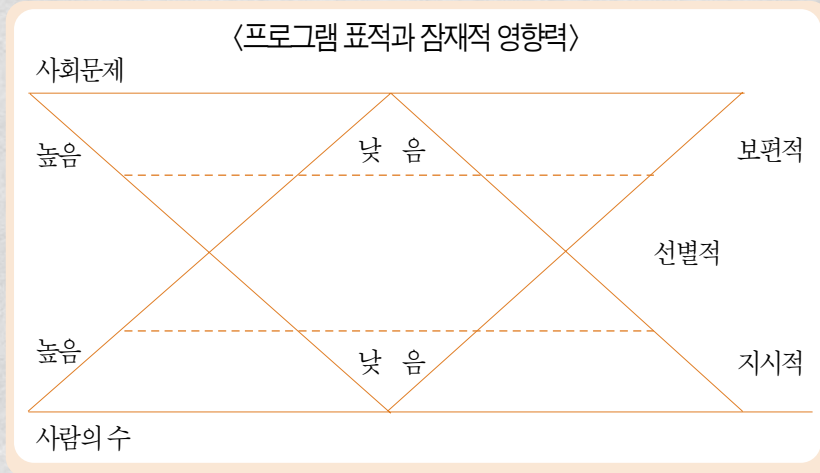 〈프로그램 표적과 잠재적 영향력〉
사회문제
높음 낮 음 보편적
선별적
높음 낮 음 지시적
사람의 수